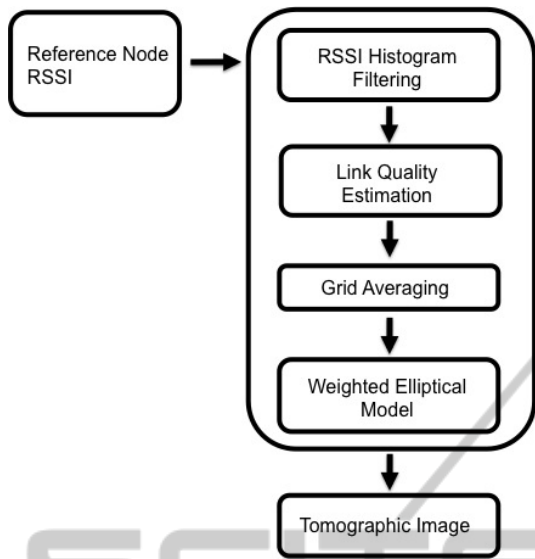 Reference Node
RSSI
RSSI Histogram
Filtering
Link Quality
Estimation
Grid Averaging
Weighted Elliptical
Model
Tomographic Image